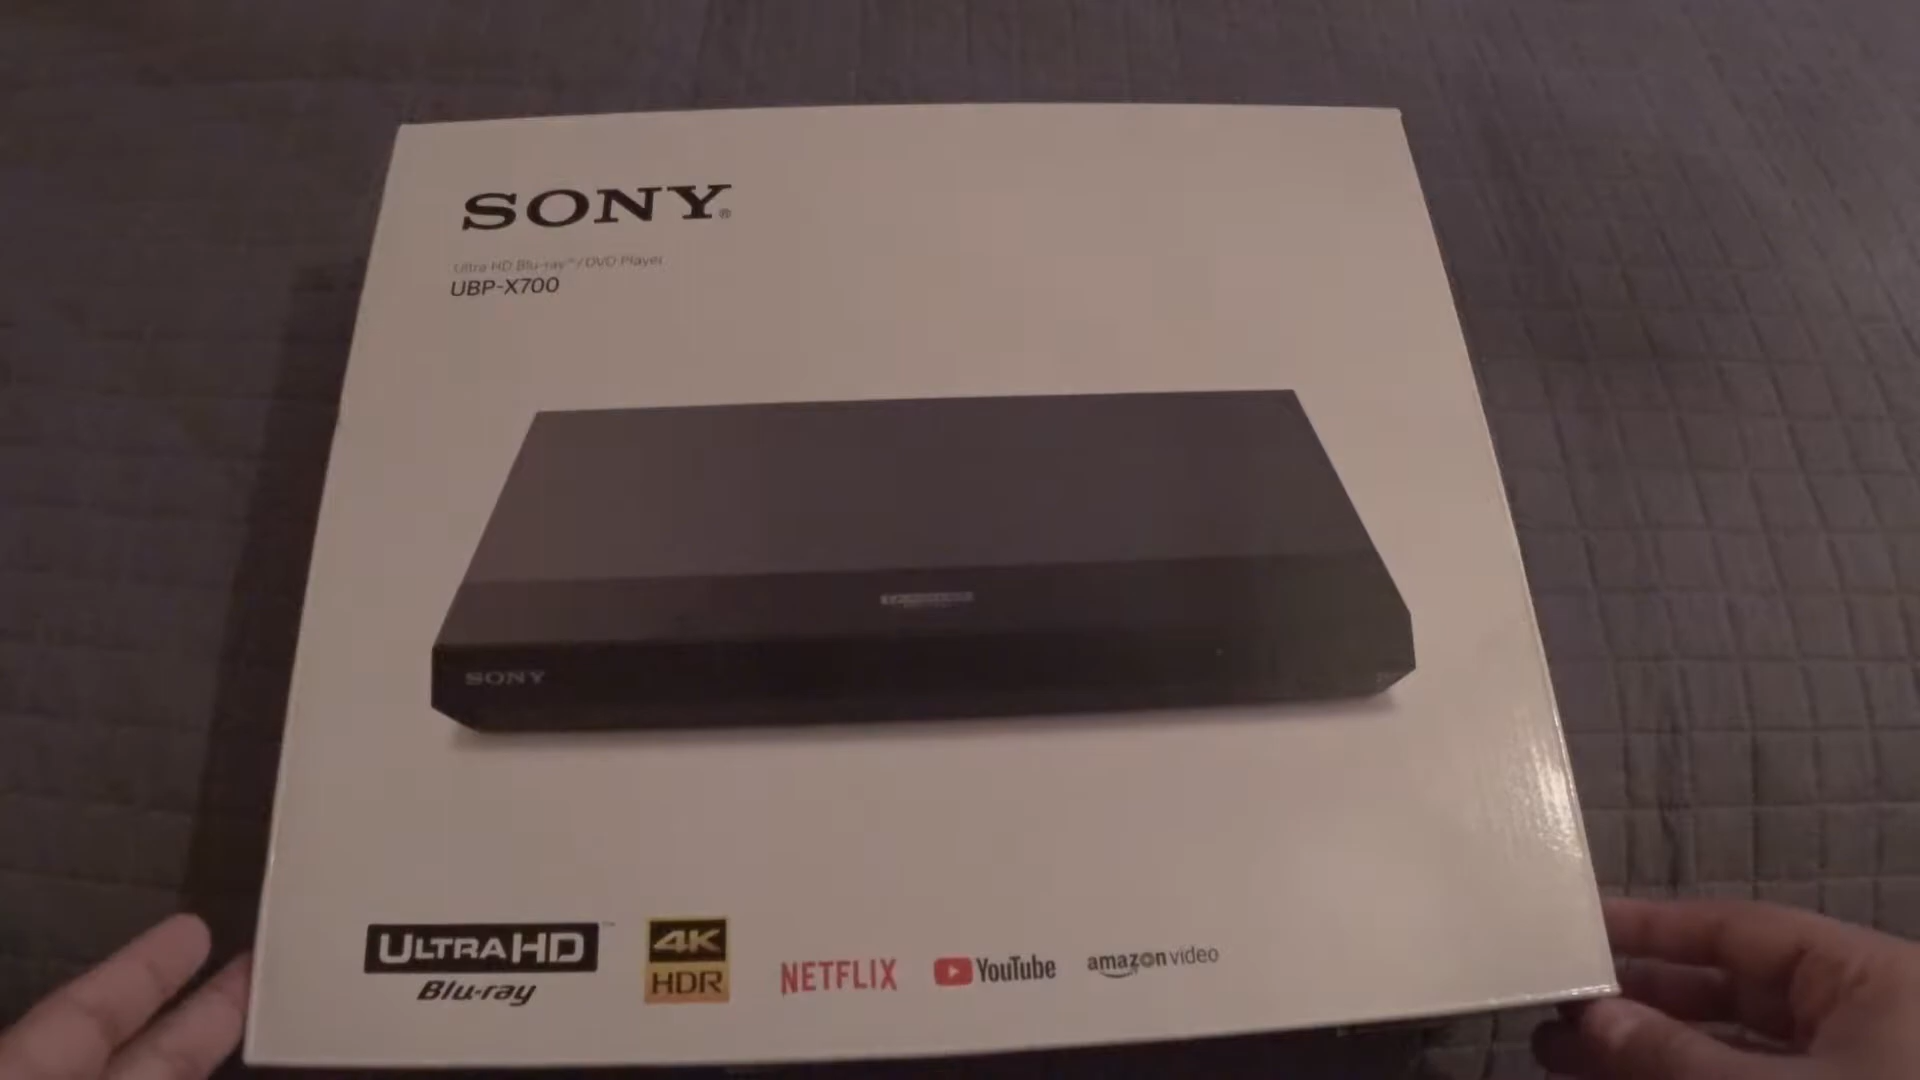 SONY®
Ultra HD Blu-ray™/DVD Player
UBP-X700
SONY
ULTRA HD™
Blu-ray
4K
HDR
NETFLIX
YouTube
amazon video